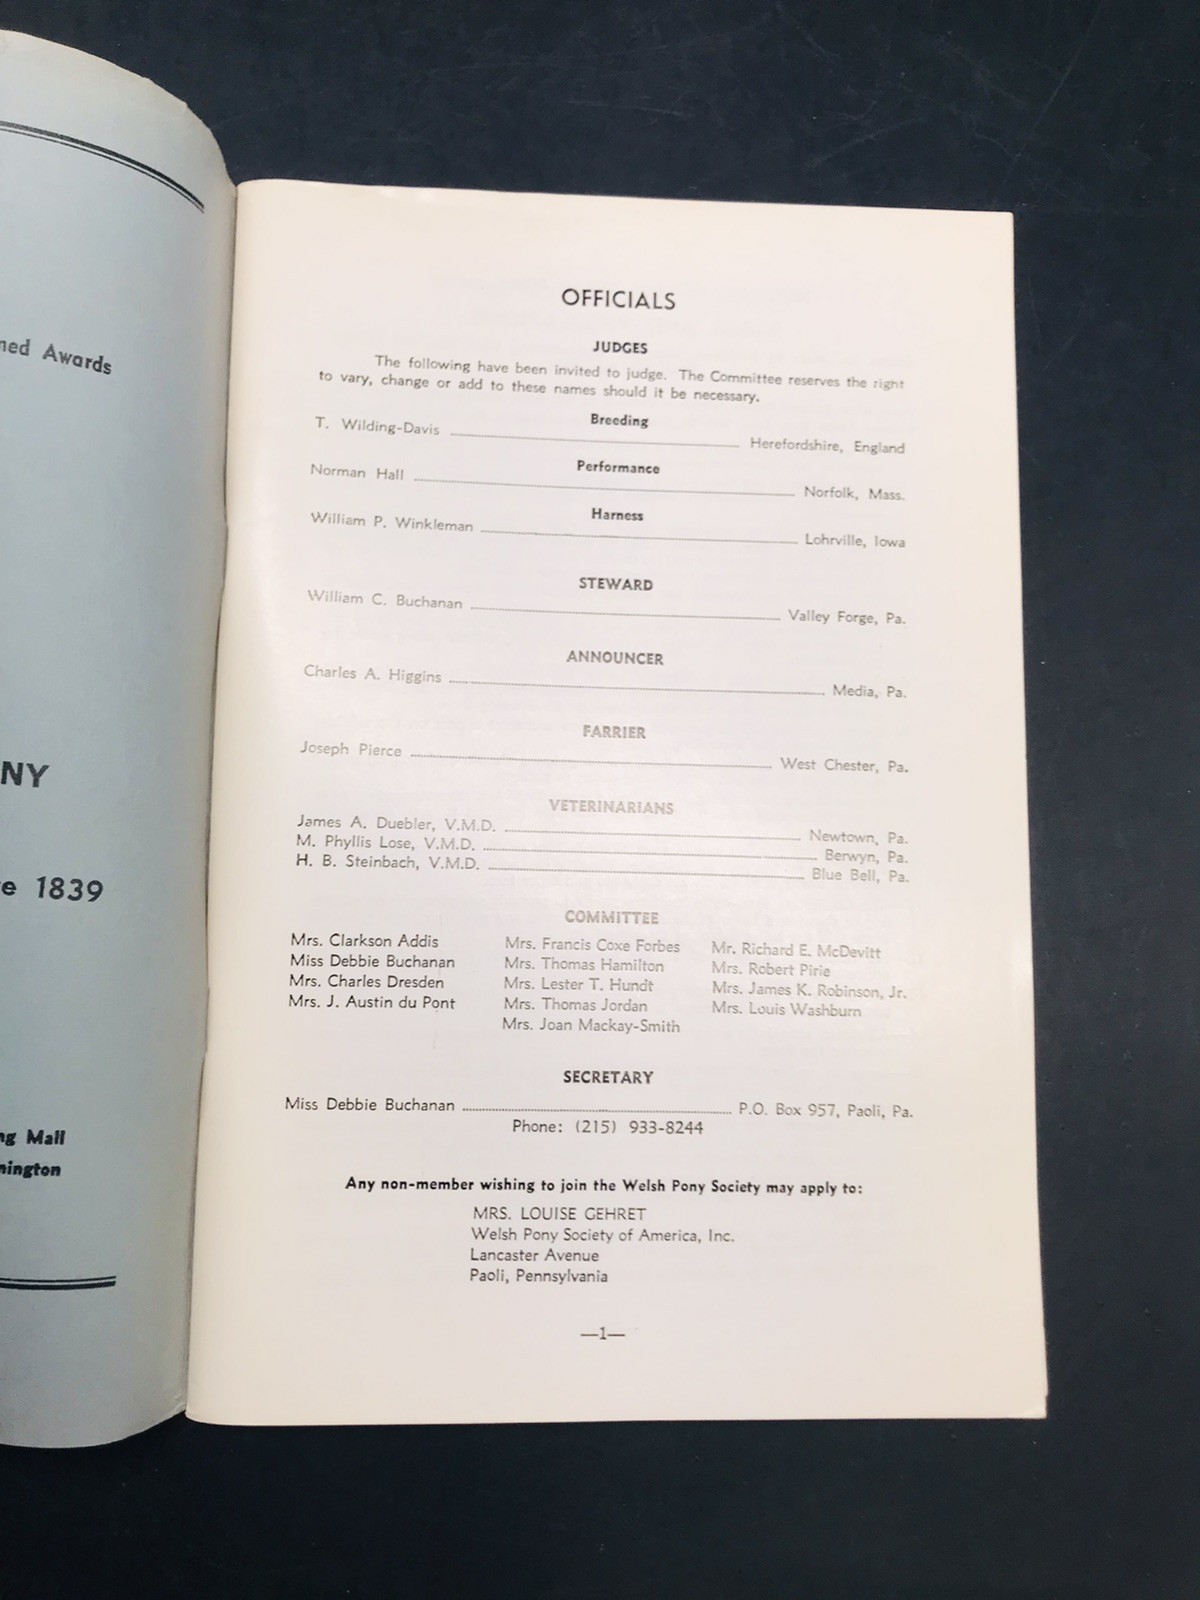 Awards
NY
1839
Mall
OFFICIALS
JUDGES
The following have been invited to judge. The Committee reserves the right
to vary, change or add to these names should it be necessary.
Breeding
T. Wilding-Davis Herefordshire, England
Performance
Norman Hall Norfolk, Mass.
Harness
William P. Winkleman Lohrville, Iowa
STEWARD
William C. Buchanan Valley Forge, Pa.
ANNOUNCER
Charles A. Higgins Media, Pa.
FARRIER
Joseph Pierce West Chester, Pa.
VETERINARIANS
James A. Duebler, V.M.D. Newtown, Pa.
M. Phyllis Lose, V.M.D. Berwyn, Pa.
H. B. Steinbach, V.M.D. Blue Bell, Pa.
COMMITTEE
Mrs. Clarkson Addis
Miss Debbie Buchanan
Mrs. Charles Dresden
Mrs. J. Austin du Pont
Mrs. Francis Coxe Forbes
Mrs. Thomas Hamilton
Mrs. Lester T. Hundt
Mrs. Thomas Jordan
Mrs. Joan Mackay-Smith
Mr. Richard E. McDevitt
Mrs. Robert Pirie
Mrs. James K. Robinson, Jr.
Mrs. Louis Washburn
SECRETARY
Miss Debbie Buchanan P.O. Box 957, Paoli, Pa.
Phone: (215) 933-8244
Any non-member wishing to join the Welsh Pony Society may apply to:
MRS. LOUISE GEHRET
Welsh Pony Society of America, Inc.
Lancaster Avenue
Paoli, Pennsylvania
—1—